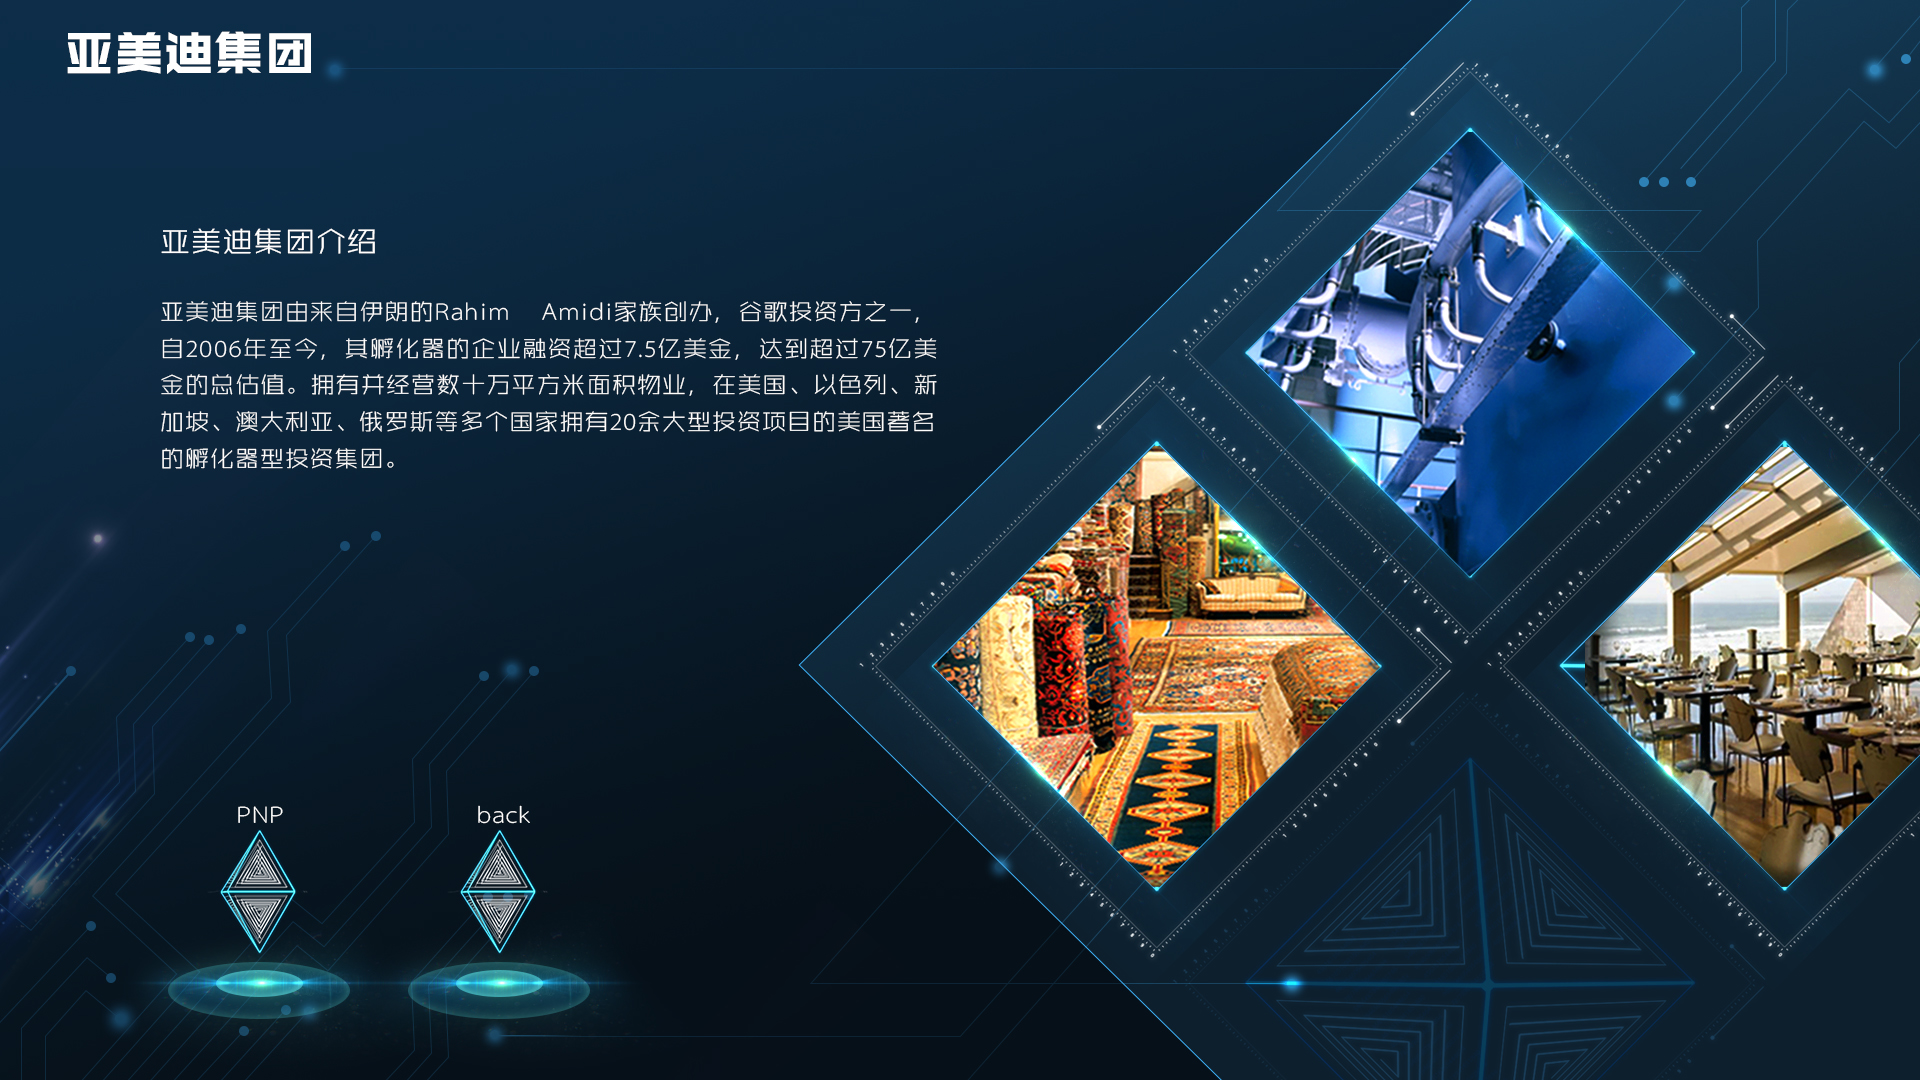 亚美迪集团
亚美迪集团介绍
亚美迪集团由来自伊朗的Rahim Amidi家族创办，谷歌投资方之一，
自2006年至今，其孵化器的企业融资超过7.5亿美金，达到超过75亿美
金的总估值。拥有并经营数十万平方米面积物业，在美国、以色列、新
加坡、澳大利亚、俄罗斯等多个国家拥有20余大型投资项目的美国著名
的孵化器型投资集团。
PNP
back